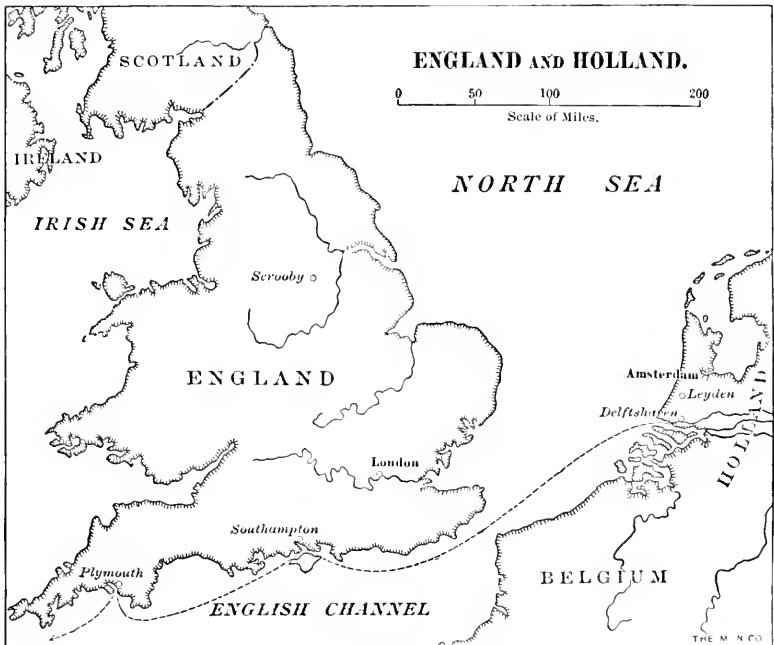 ENGLAND AND HOLLAND.
0 50 100 200
Scale of Miles.
SCOTLAND
IRELAND
NORTH SEA
IRISH SEA
Scrooby
ENGLAND
Amsterdam
Leyden
Delftshaven
HOLLAND
London
Southampton
Plymouth
BELGIUM
ENGLISH CHANNEL
THE M. N. CO.